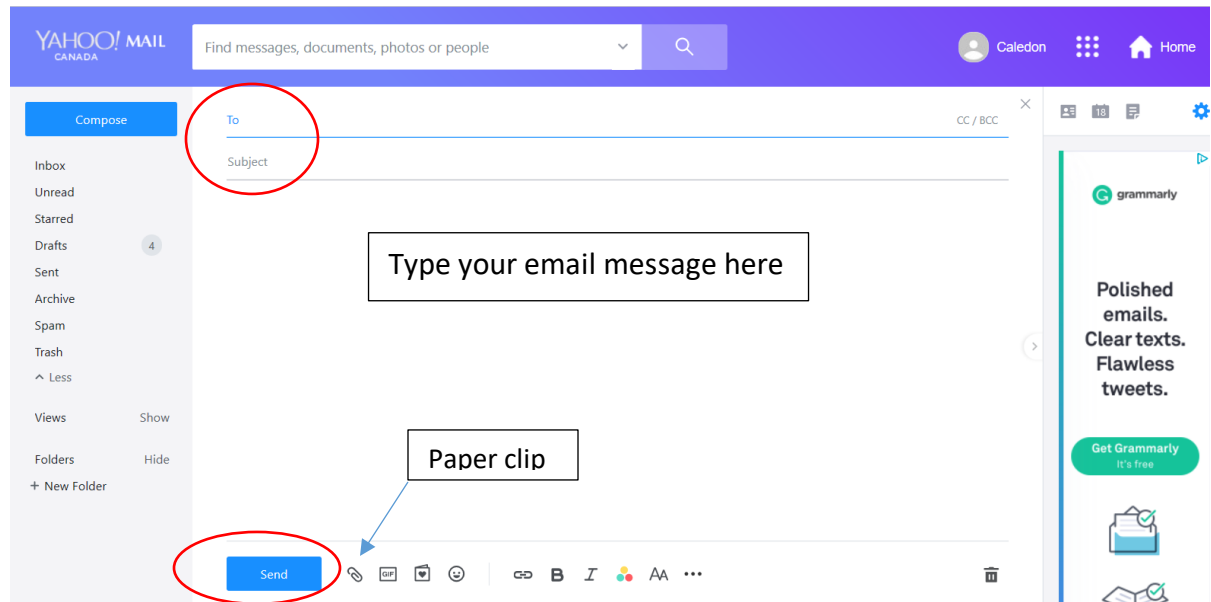 YAHOO! MAIL
CANADA
Find messages, documents, photos or people
Caledon
Home
Compose
Inbox
Unread
Starred
Drafts 4
Sent
Archive
Spam
Trash
Less
Views Show
Folders Hide
+ New Folder
To CC / BCC
Subject
Type your email message here
Paper clip
Send GIF B I AA
18
grammarly
Polished
emails.
Clear texts.
Flawless
tweets.
Get Grammarly
It's free